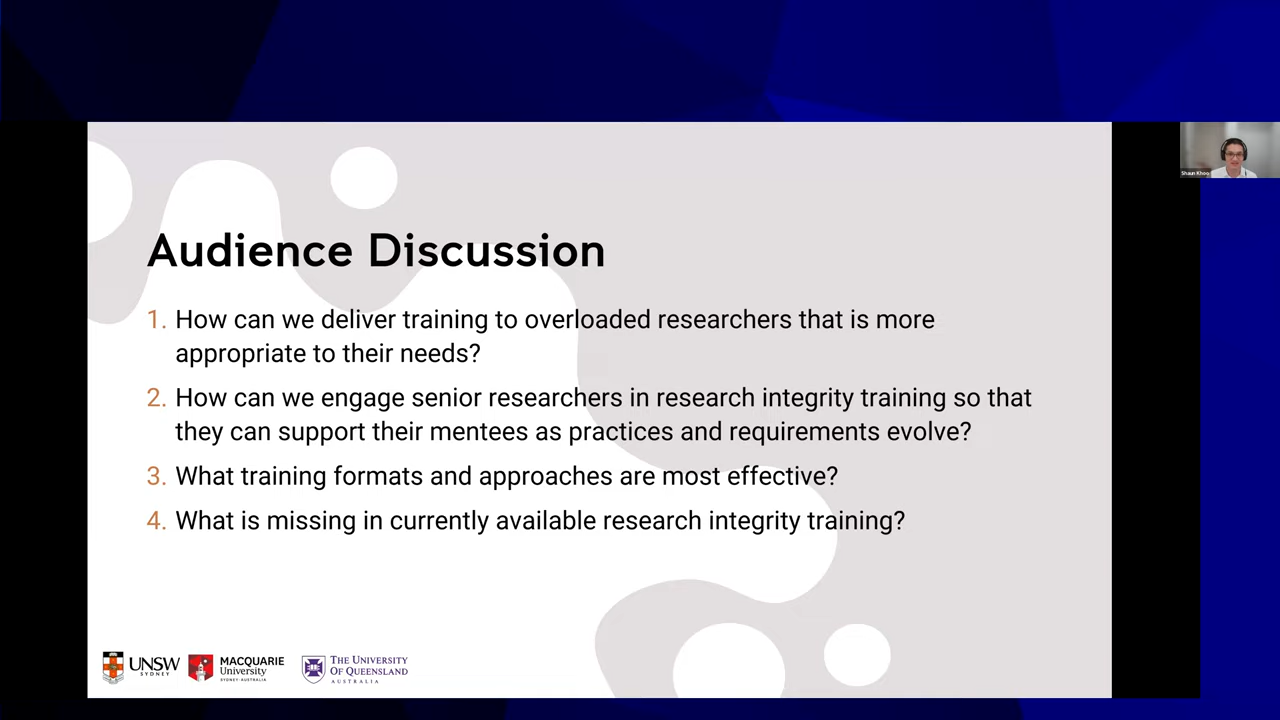 Audience Discussion
1. How can we deliver training to overloaded researchers that is more
appropriate to their needs?
2. How can we engage senior researchers in research integrity training so that
they can support their mentees as practices and requirements evolve?
3. What training formats and approaches are most effective?
4. What is missing in currently available research integrity training?
UNSW
SYDNEY
MACQUARIE
University
SYDNEY·AUSTRALIA
THE UNIVERSITY
OF QUEENSLAND
AUSTRALIA
Shaun Khoo